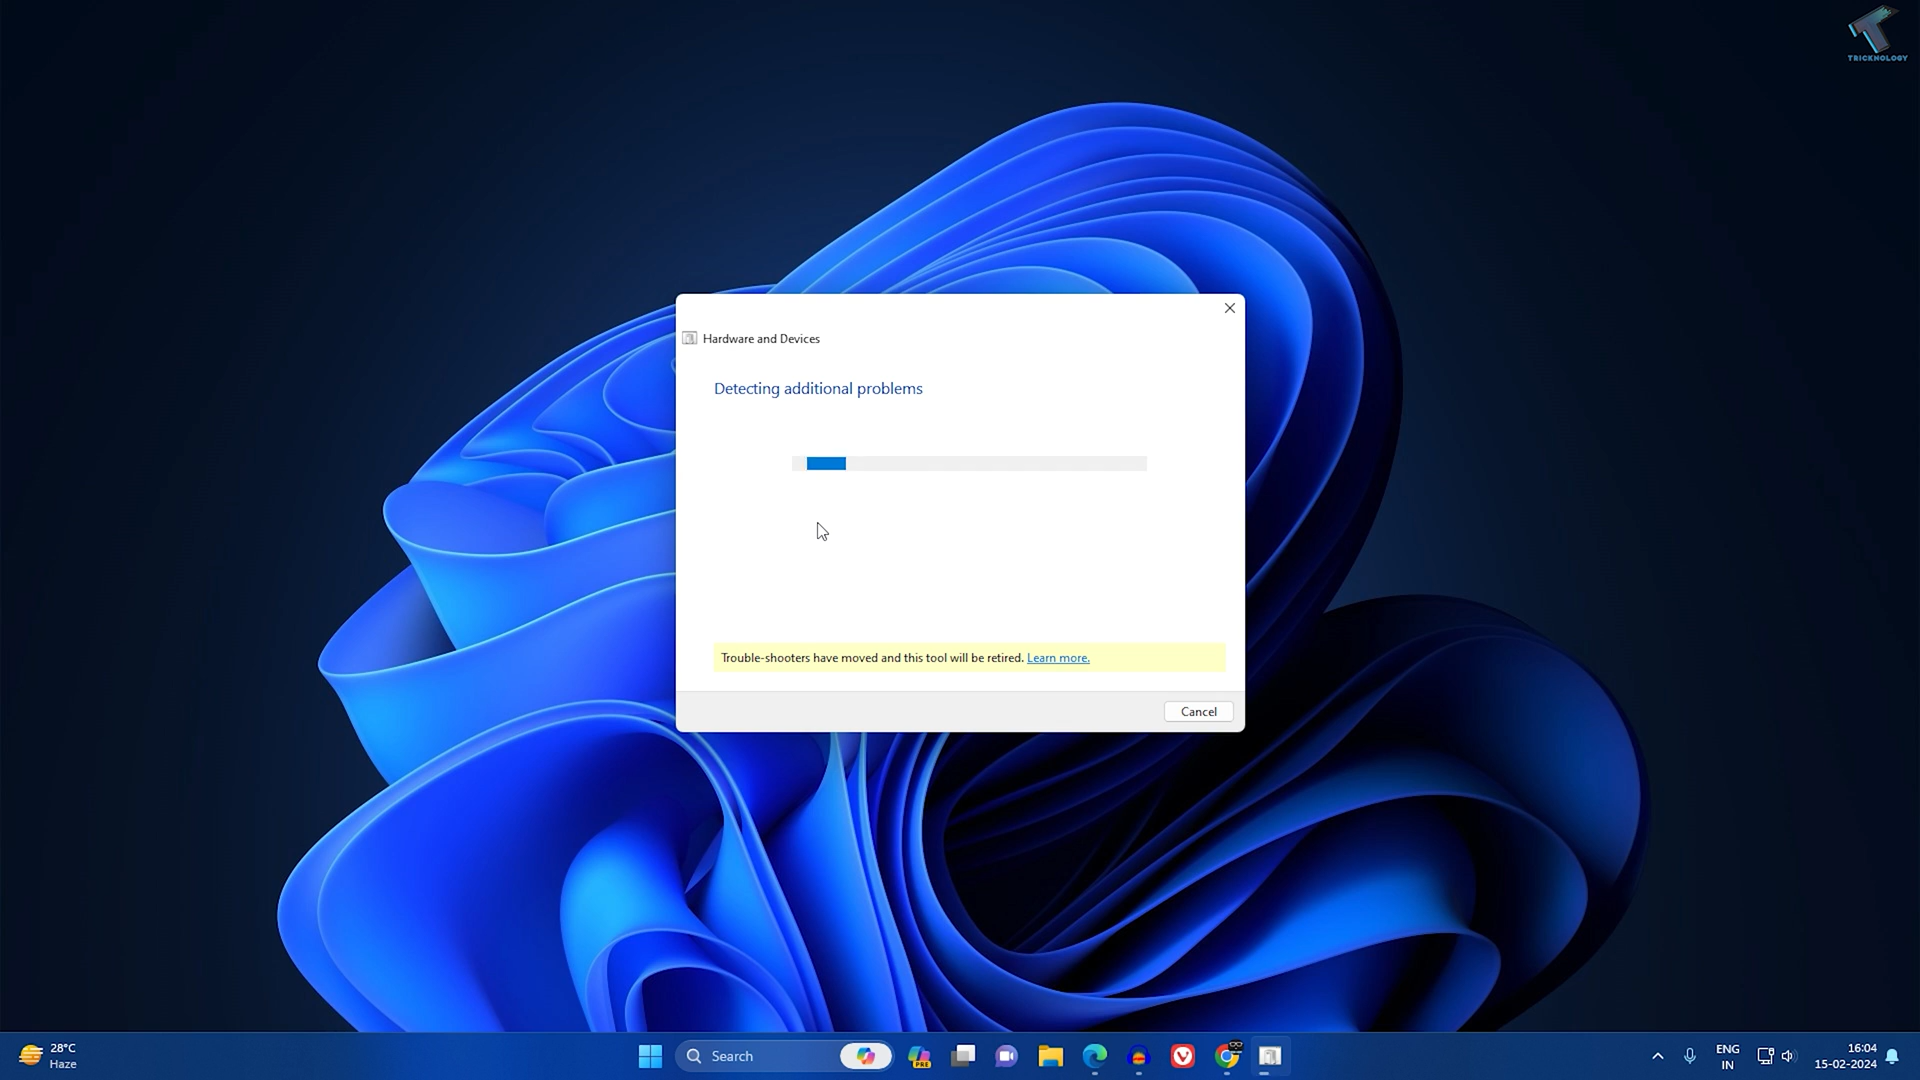 TRICKNOLOGY
Hardware and Devices
Detecting additional problems
Trouble-shooters have moved and this tool will be retired. Learn more.
Cancel
28°C
Haze
Search
PRE
ENG
IN
16:04
15-02-2024